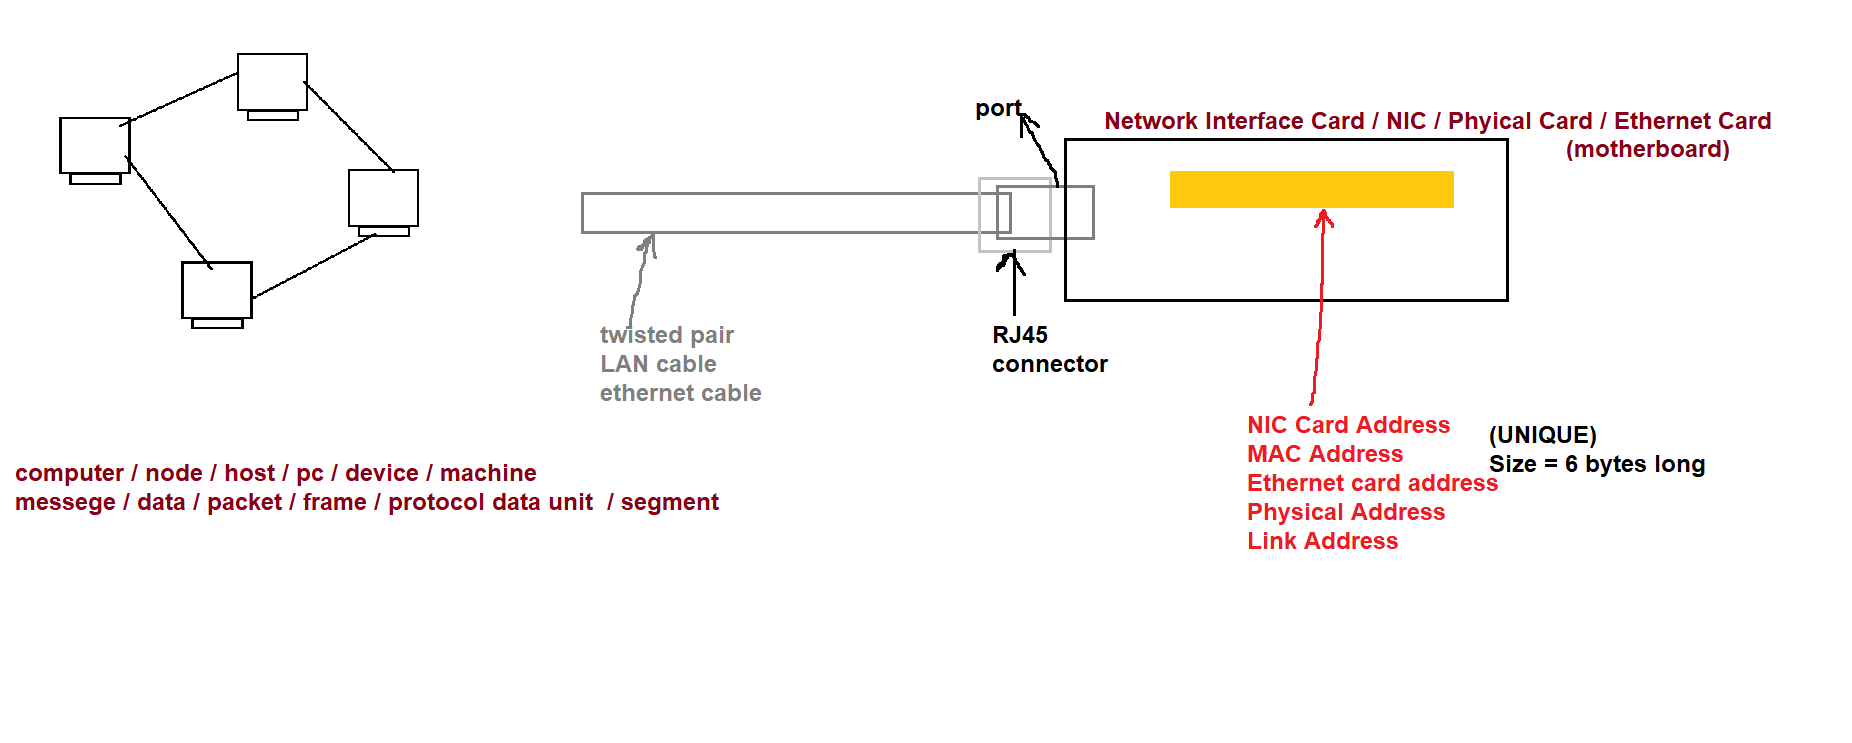 port
Network Interface Card / NIC / Phyical Card / Ethernet Card
(motherboard)
twisted pair
LAN cable
ethernet cable
RJ45
connector
NIC Card Address
MAC Address
Ethernet card address
Physical Address
Link Address
(UNIQUE)
Size = 6 bytes long
computer / node / host / pc / device / machine
messege / data / packet / frame / protocol data unit  / segment